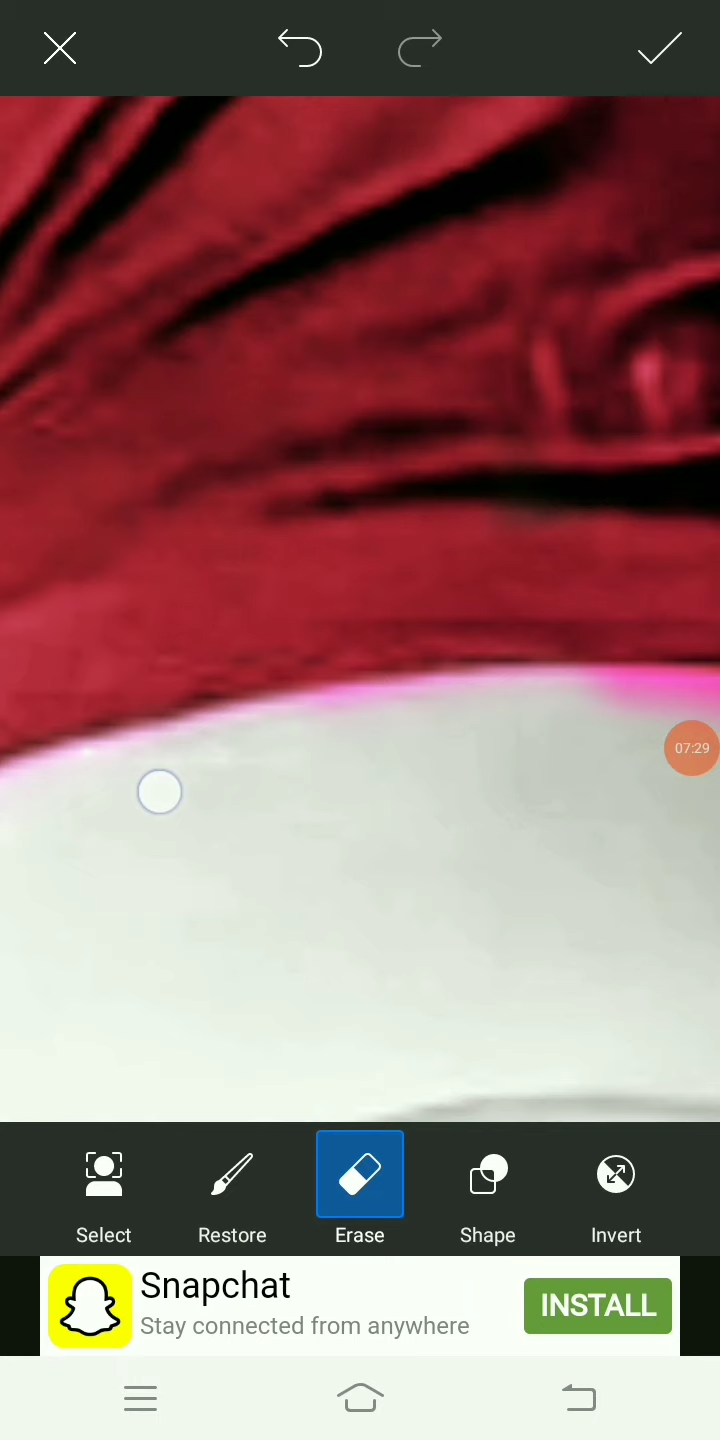 07:29
Select Restore Erase Shape Invert
Snapchat
Stay connected from anywhere
INSTALL